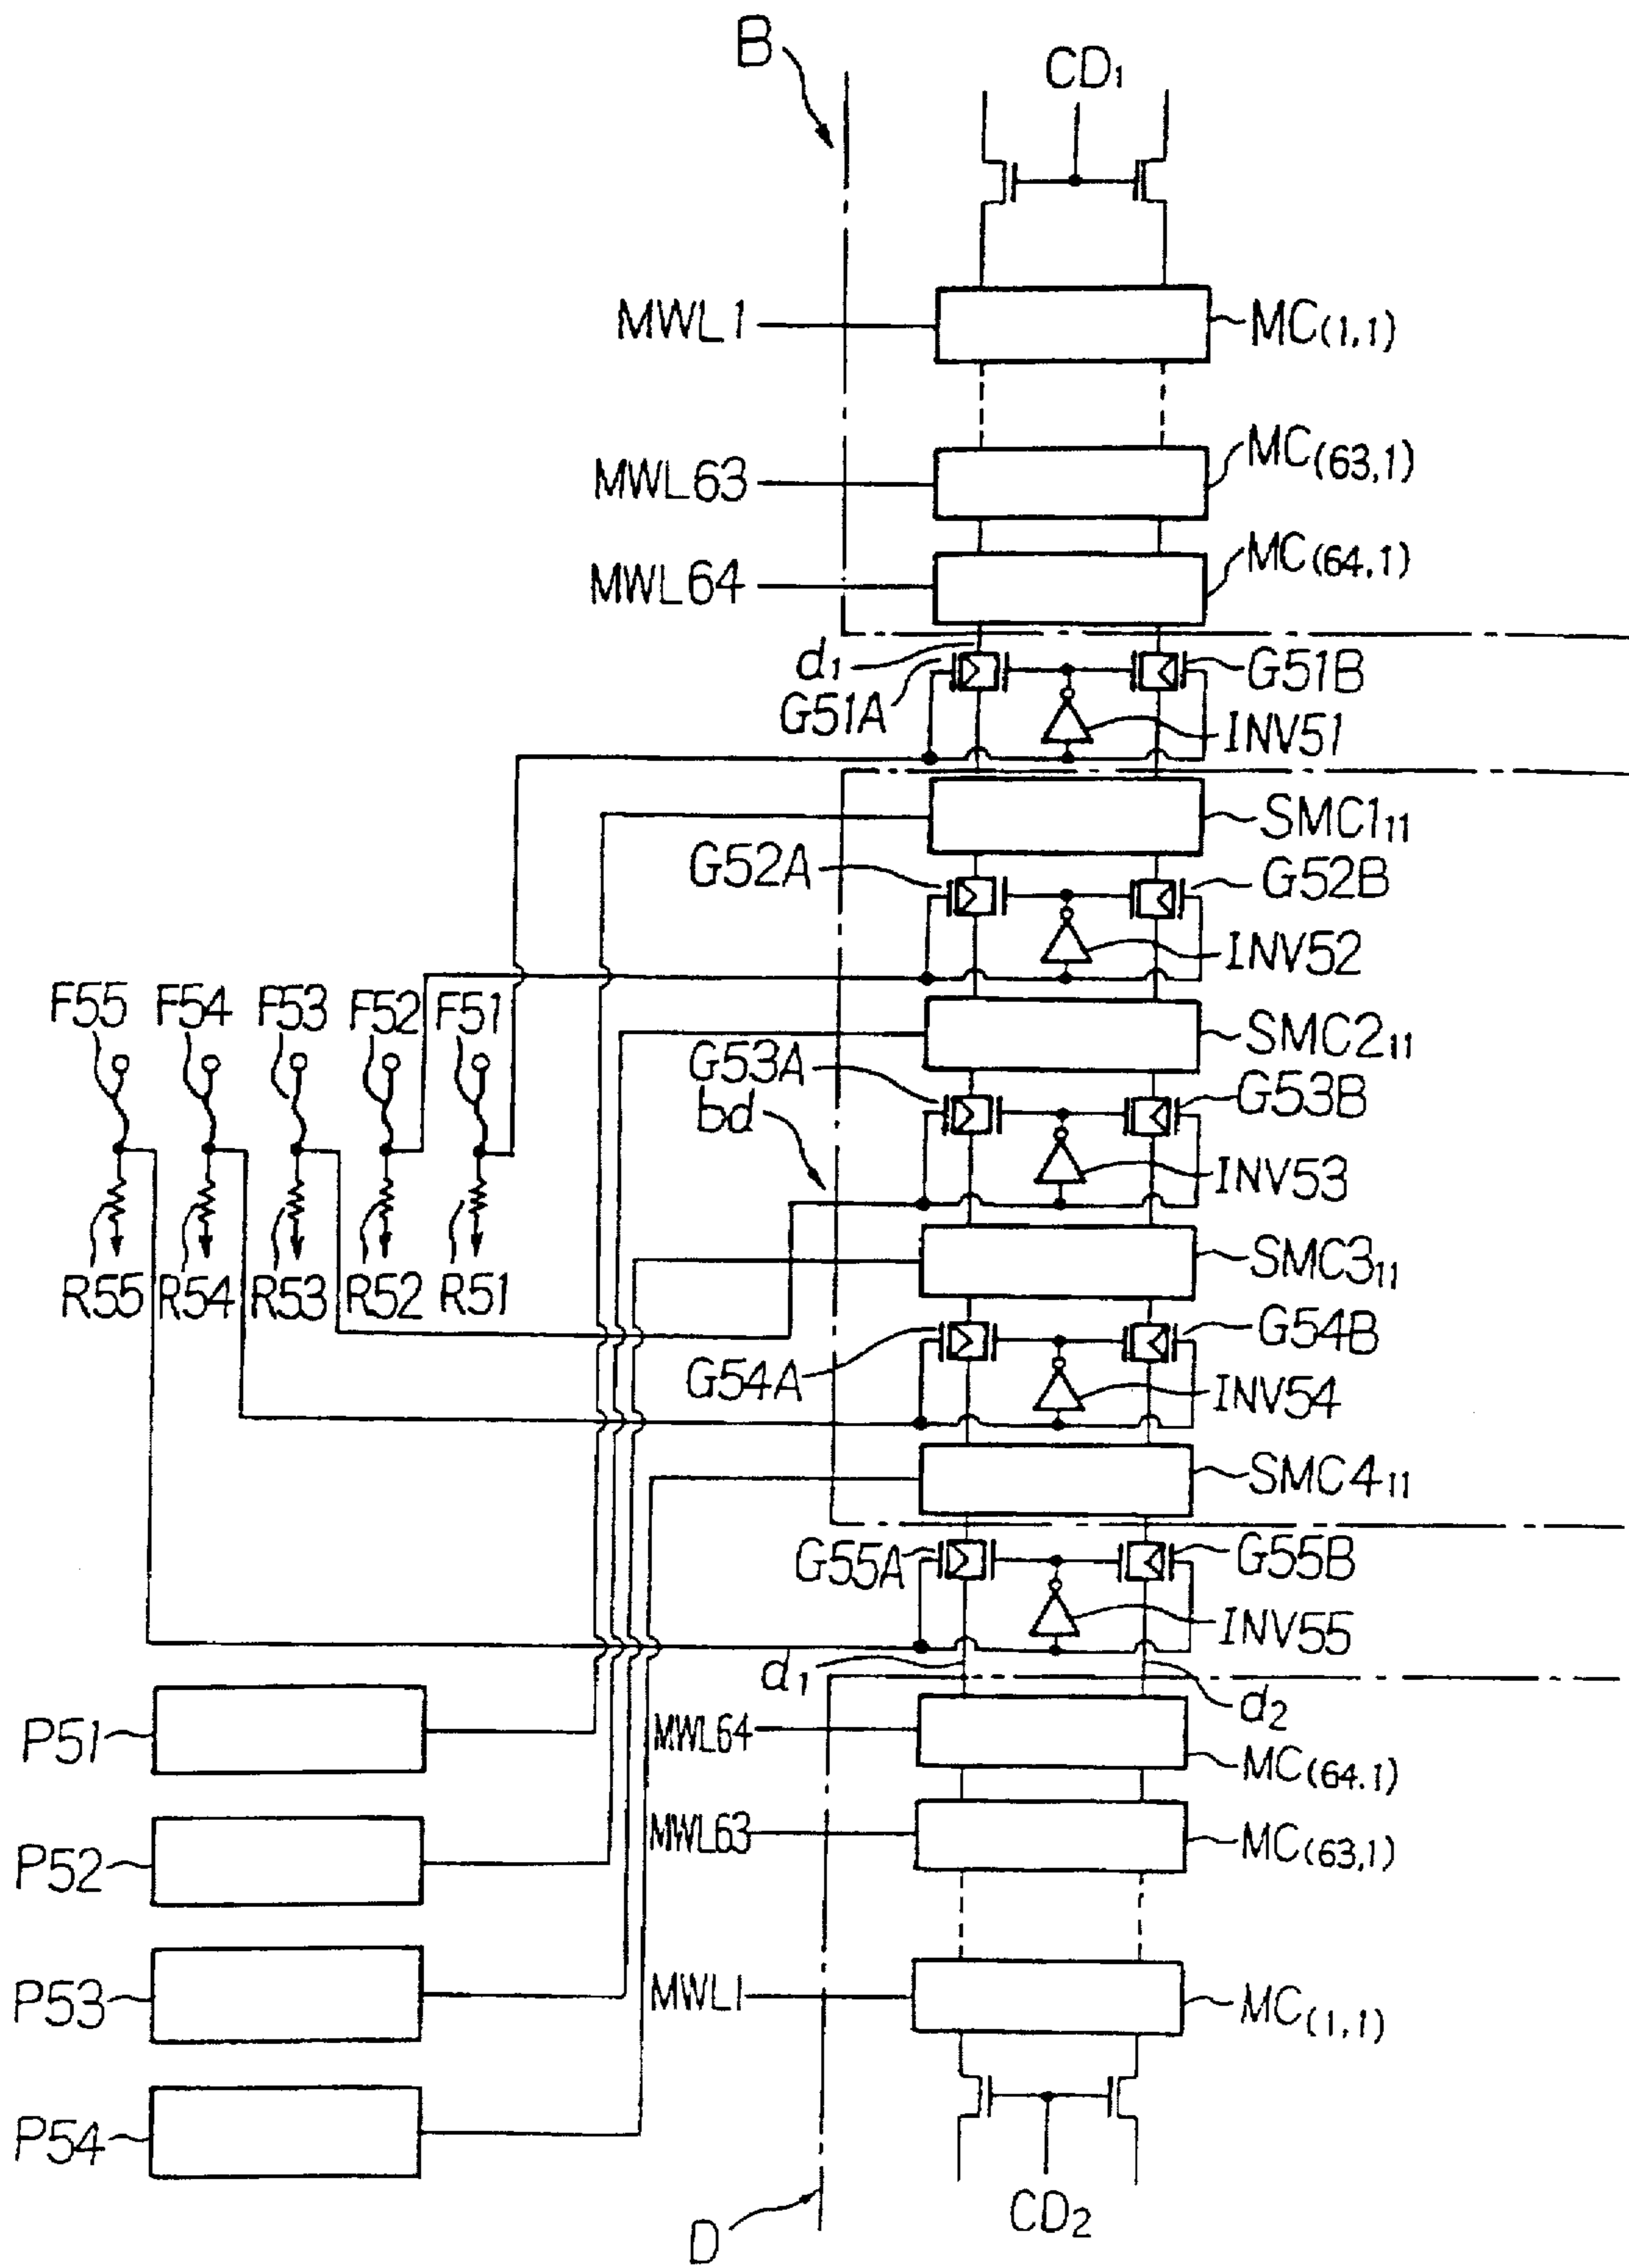 B
CD₁
MWL1
MC(1,1)
MWL63
MC(63,1)
MWL64
MC(64,1)
d₁
G51A
G51B
INV51
SMC1₁₁
G52A
G52B
INV52
F55 F54 F53 F52 F51
SMC2₁₁
G53A
G53B
bd
INV53
R55 R54 R53 R52 R51
SMC3₁₁
G54A
G54B
INV54
SMC4₁₁
G55A
G55B
INV55
d₁
d₂
P51
MWL64
MC(64.1)
P52
MWL63
MC(63,1)
P53
MWL1
MC(1,1)
P54
D
CD₂